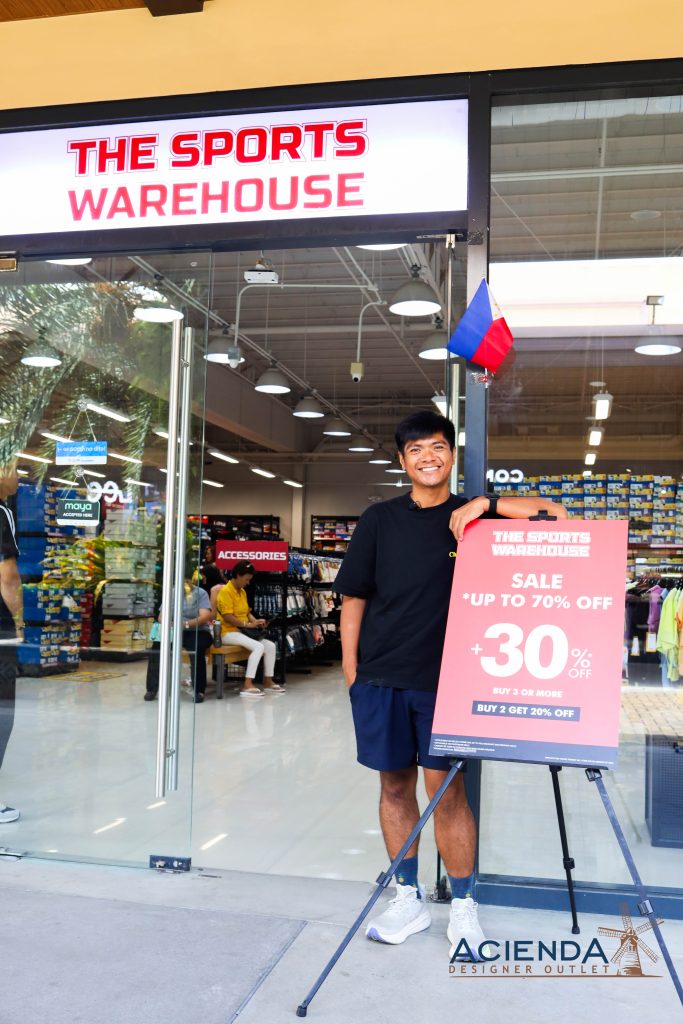 THE SPORTS
WAREHOUSE
maya
ACCEPTED HERE
Lee
ACCESSORIES
THE SPORTS
WAREHOUSE
SALE
*UP TO 70% OFF
+30% OFF
BUY 3 OR MORE
BUY 2 GET 20% OFF
ACIENDA
DESIGNER OUTLET